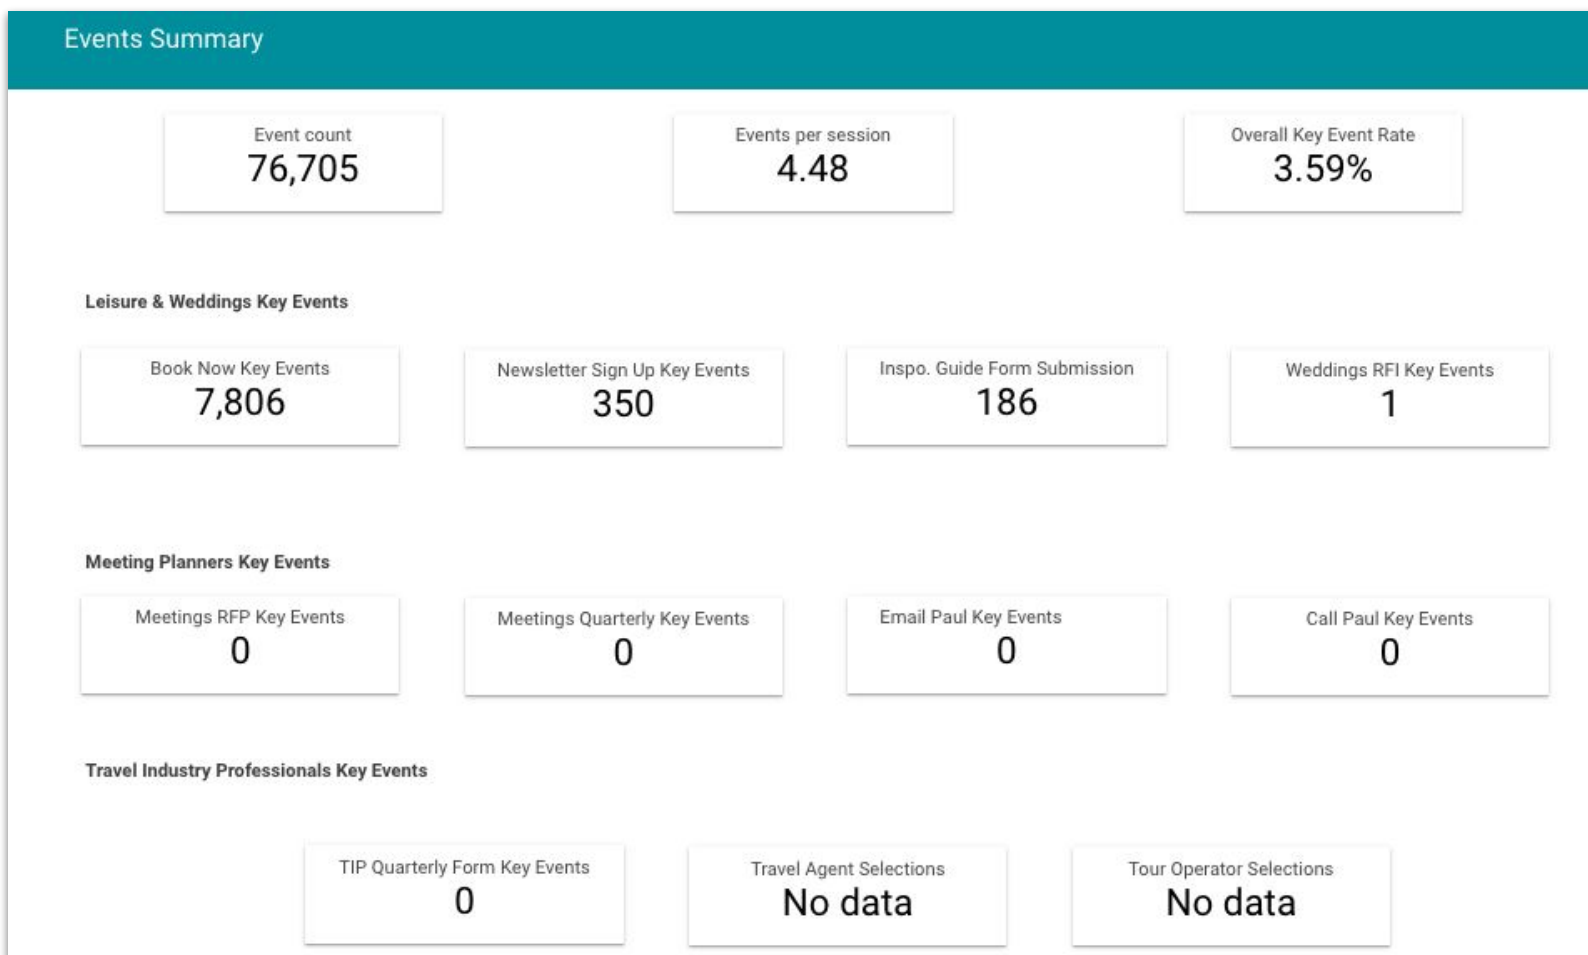 Events Summary
Event count
76,705
Events per session
4.48
Overall Key Event Rate
3.59%
Leisure & Weddings Key Events
Book Now Key Events
7,806
Newsletter Sign Up Key Events
350
Inspo. Guide Form Submission
186
Weddings RFI Key Events
1
Meeting Planners Key Events
Meetings RFP Key Events
0
Meetings Quarterly Key Events
0
Email Paul Key Events
0
Call Paul Key Events
0
Travel Industry Professionals Key Events
TIP Quarterly Form Key Events
0
Travel Agent Selections
No data
Tour Operator Selections
No data